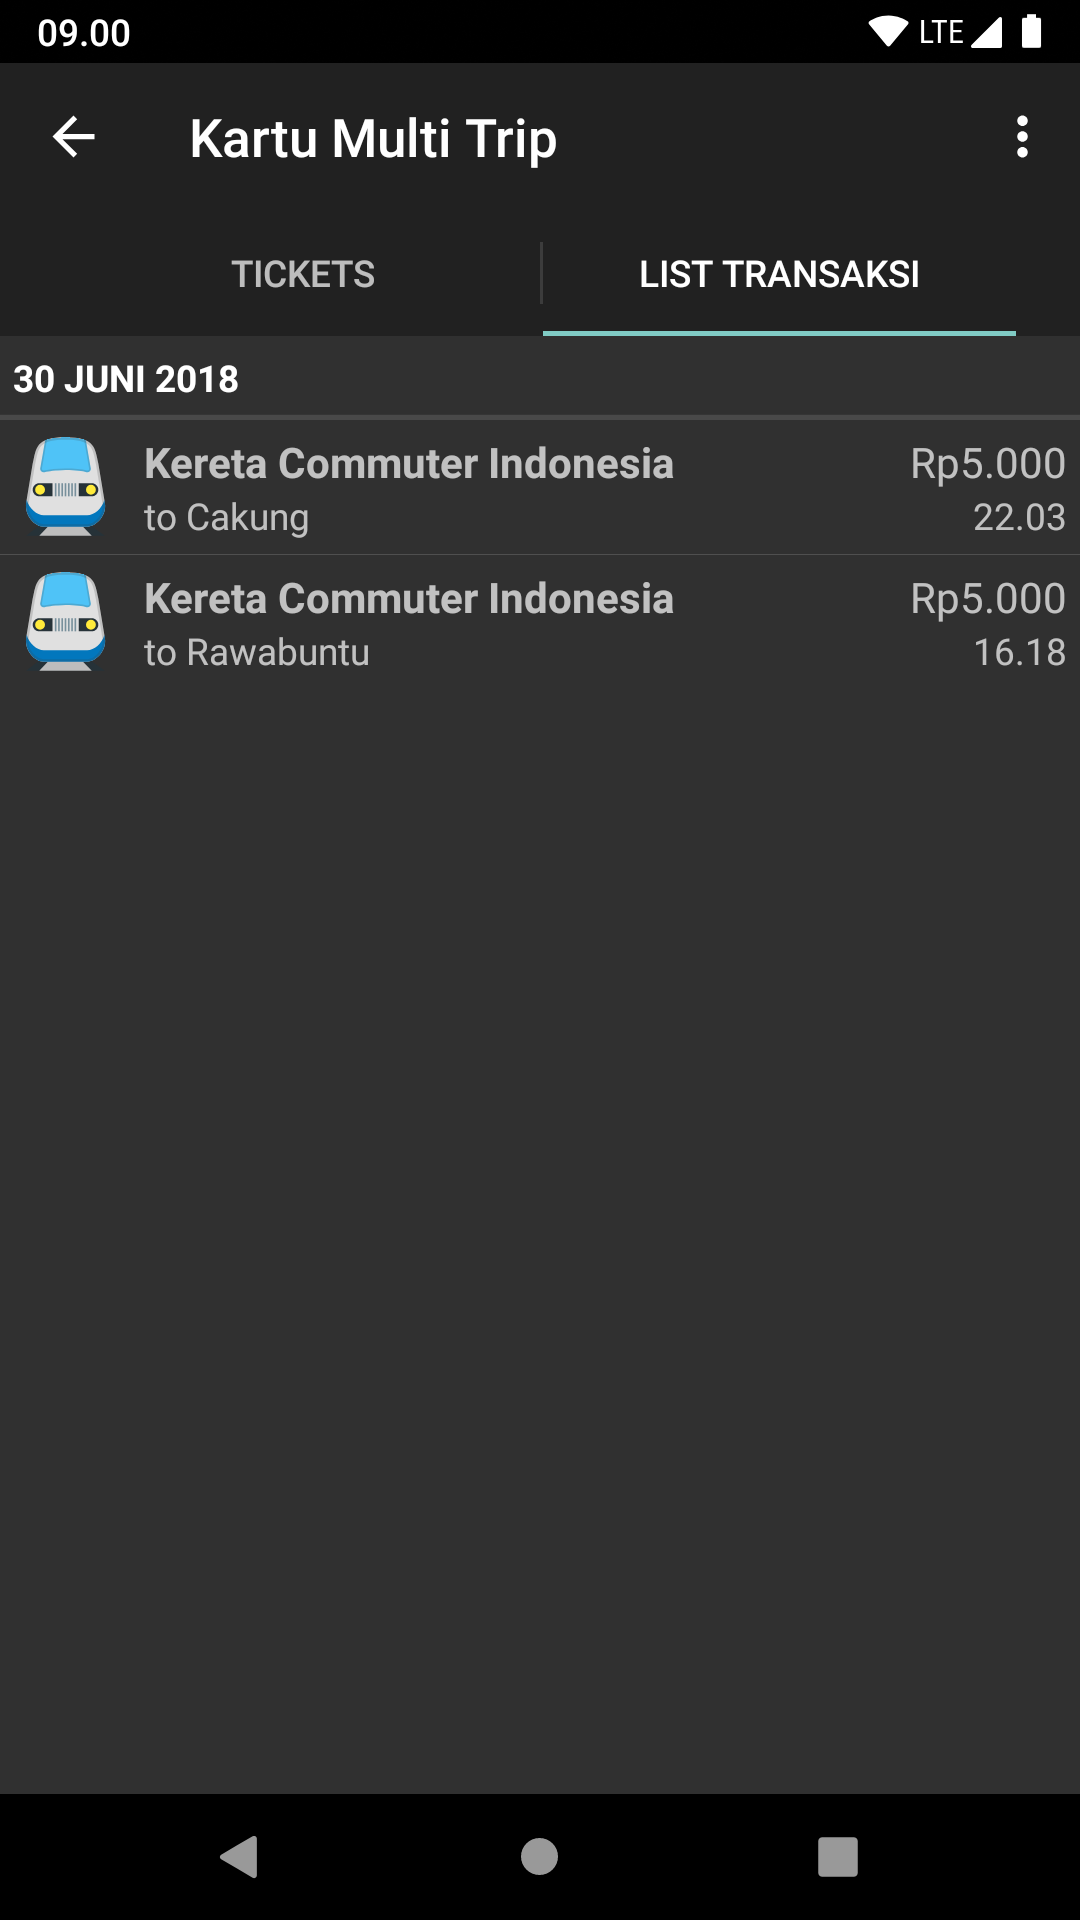 09.00 LTE
Kartu Multi Trip
TICKETS LIST TRANSAKSI
30 JUNI 2018
Kereta Commuter Indonesia Rp5.000
to Cakung 22.03
Kereta Commuter Indonesia Rp5.000
to Rawabuntu 16.18